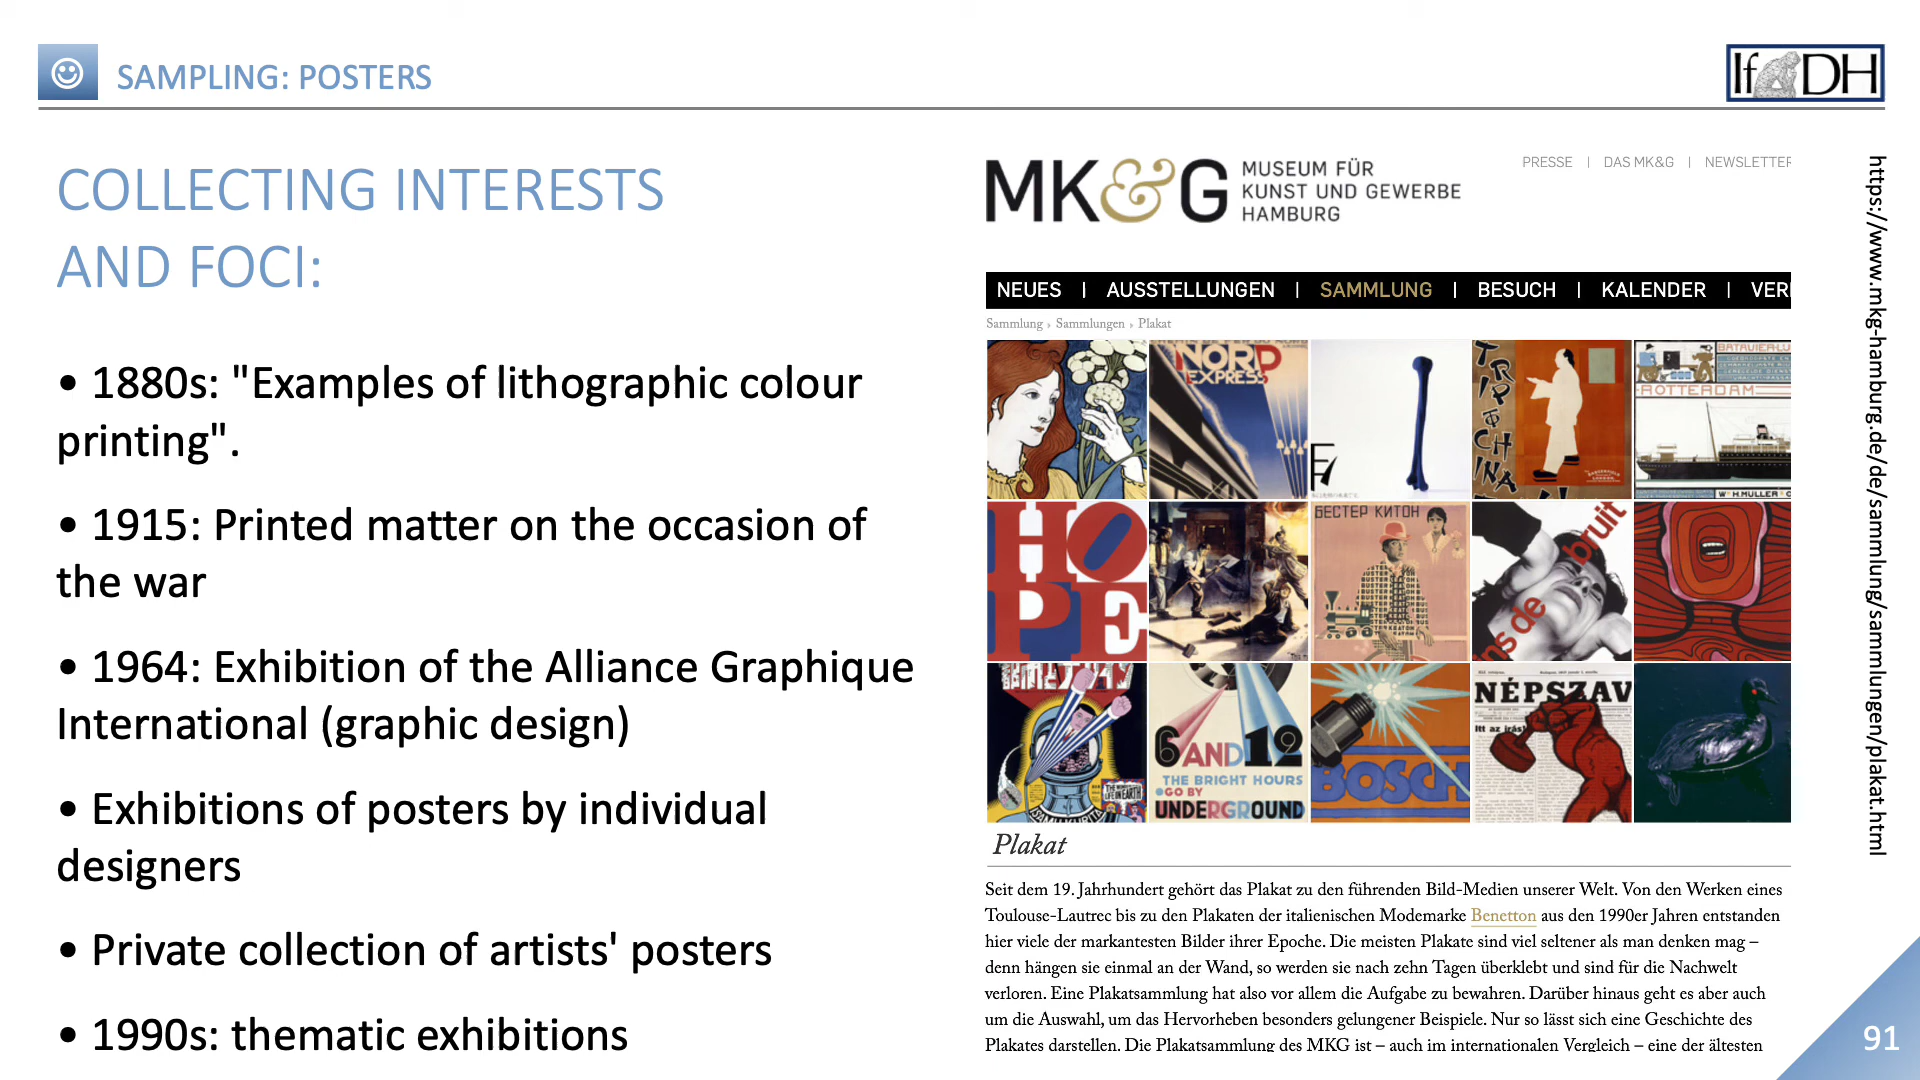 SAMPLING: POSTERS
IfDH
COLLECTING INTERESTS
AND FOCI:
• 1880s: "Examples of lithographic colour
printing".
• 1915: Printed matter on the occasion of
the war
• 1964: Exhibition of the Alliance Graphique
International (graphic design)
• Exhibitions of posters by individual
designers
• Private collection of artists' posters
• 1990s: thematic exhibitions
MK&G
MUSEUM FÜR
KUNST UND GEWERBE
HAMBURG
PRESSE | DAS MK&G | NEWSLETTER
NEUES | AUSSTELLUNGEN | SAMMLUNG | BESUCH | KALENDER | VER
Sammlung › Sammlungen › Plakat
NORD
EXPRESS
TRIP
CHINA
BATAVIER-L
ROTTERDAM
W H. MULLER & C
HOPE
БЕСТЕР КИТОН
bruit
ns de
6 AND 12
THE BRIGHT HOURS
GO BY
UNDERGROUND
BOSCH
NÉPSZAV
Itt az írás
Plakat
Seit dem 19. Jahrhundert gehört das Plakat zu den führenden Bild-Medien unserer Welt. Von den Werken eines
Toulouse-Lautrec bis zu den Plakaten der italienischen Modemarke Benetton aus den 1990er Jahren entstanden
hier viele der markantesten Bilder ihrer Epoche. Die meisten Plakate sind viel seltener als man denken mag –
denn hängen sie einmal an der Wand, so werden sie nach zehn Tagen überklebt und sind für die Nachwelt
verloren. Eine Plakatsammlung hat also vor allem die Aufgabe zu bewahren. Darüber hinaus geht es aber auch
um die Auswahl, um das Hervorheben besonders gelungener Beispiele. Nur so lässt sich eine Geschichte des
Plakates darstellen. Die Plakatsammlung des MKG ist – auch im internationalen Vergleich – eine der ältesten
https://www.mkg-hamburg.de/de/sammlung/sammlungen/plakat.html
91